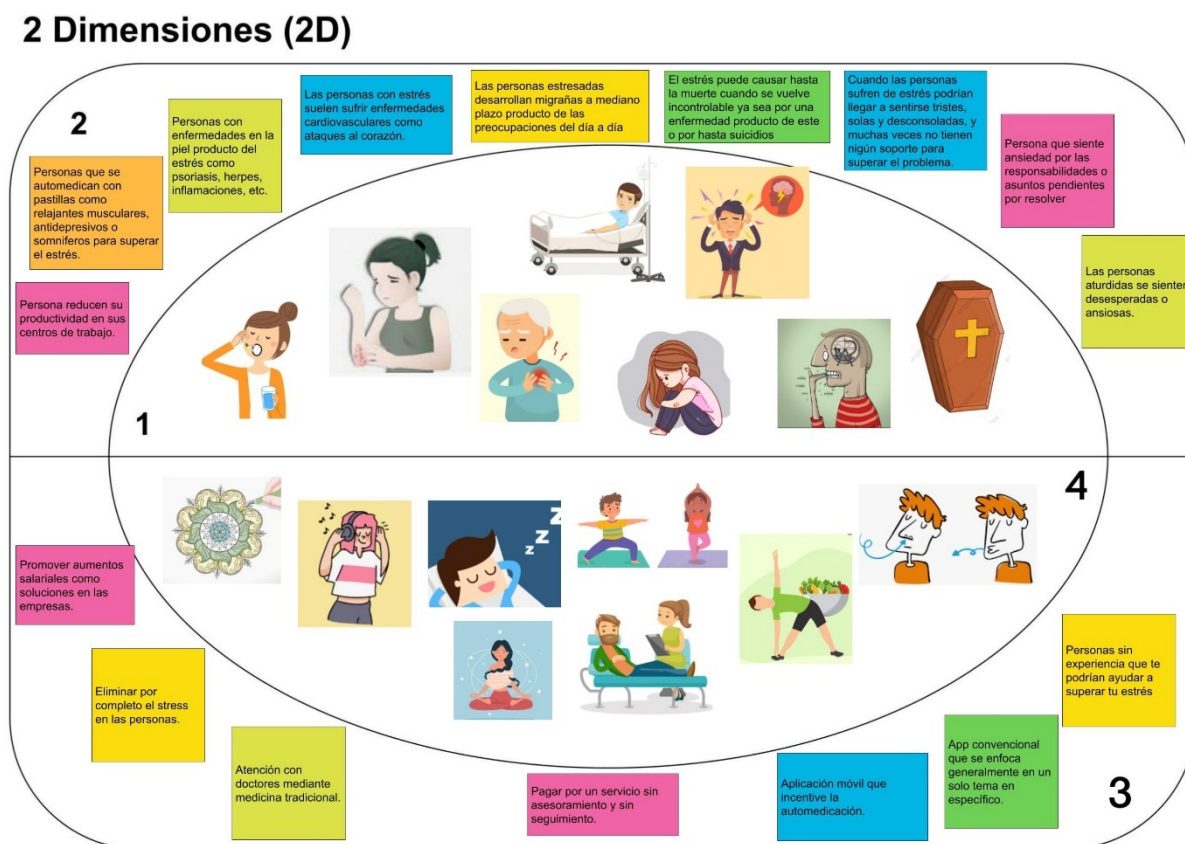 2 Dimensiones (2D)
2
Personas que se
automedican con
pastillas como
relajantes musculares,
antidepresivos o
somniferos para superar
el estrés.
Personas con
enfermedades en la
piel producto del
estrés como
psoriasis, herpes,
inflamaciones, etc.
Las personas con estrés
suelen sufrir enfermedades
cardiovasculares como
ataques al corazón.
Las personas estresadas
desarrollan migrañas a mediano
plazo producto de las
preocupaciones del día a día
El estrés puede causar hasta
la muerte cuando se vuelve
incontrolable ya sea por una
enfermedad producto de este
o por hasta suicidios
Cuando las personas
sufren de estrés podrían
llegar a sentirse tristes,
solas y desconsoladas, y
muchas veces no tienen
nigún soporte para
superar el problema.
Persona que siente
ansiedad por las
responsabilidades o
asuntos pendientes
por resolver
Las personas
aturdidas se sienten
desesperadas o
ansiosas.
Persona reducen su
productividad en sus
centros de trabajo.
1
4
z z z
Promover aumentos
salariales como
soluciones en las
empresas.
Eliminar por
completo el stress
en las personas.
Atención con
doctores mediante
medicina tradicional.
Pagar por un servicio sin
asesoramiento y sin
seguimiento.
Aplicación móvil que
incentive la
automedicación.
App convencional
que se enfoca
generalmente en un
solo tema en
específico.
Personas sin
experiencia que te
podrían ayudar a
superar tu estrés
3